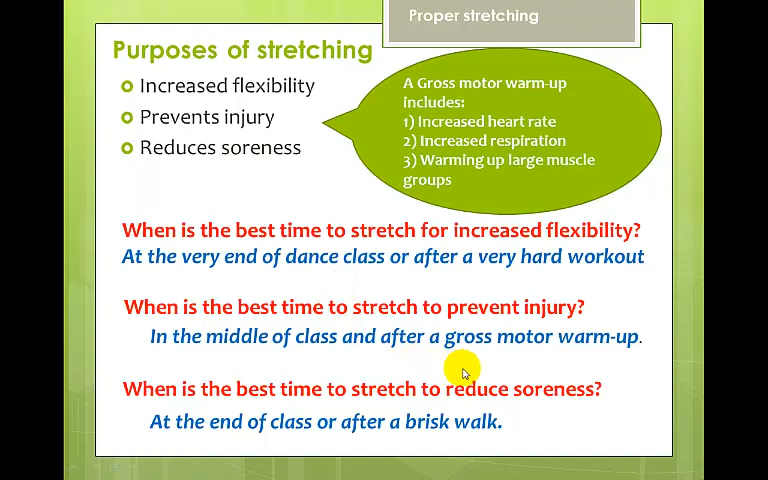 Proper stretching
Purposes of stretching
Increased flexibility
Prevents injury
Reduces soreness
A Gross motor warm-up
includes:
1) Increased heart rate
2) Increased respiration
3) Warming up large muscle
groups
When is the best time to stretch for increased flexibility?
At the very end of dance class or after a very hard workout
When is the best time to stretch to prevent injury?
In the middle of class and after a gross motor warm-up.
When is the best time to stretch to reduce soreness?
At the end of class or after a brisk walk.